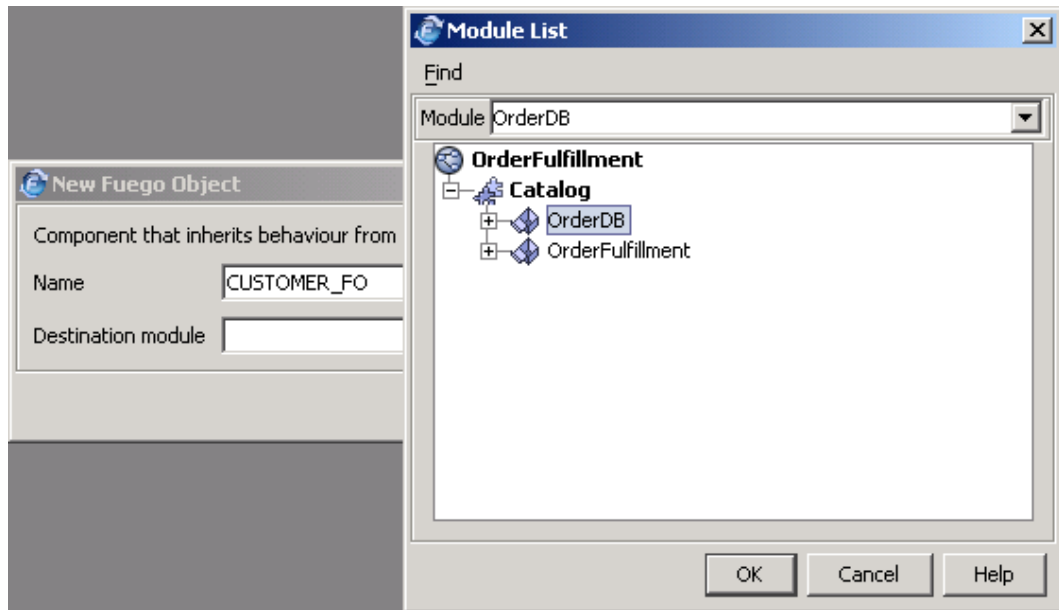 Module List
Find
Module OrderDB
OrderFulfillment
Catalog
OrderDB
OrderFulfillment
OK Cancel Help
New Fuego Object
Component that inherits behaviour from
Name CUSTOMER_FO
Destination module